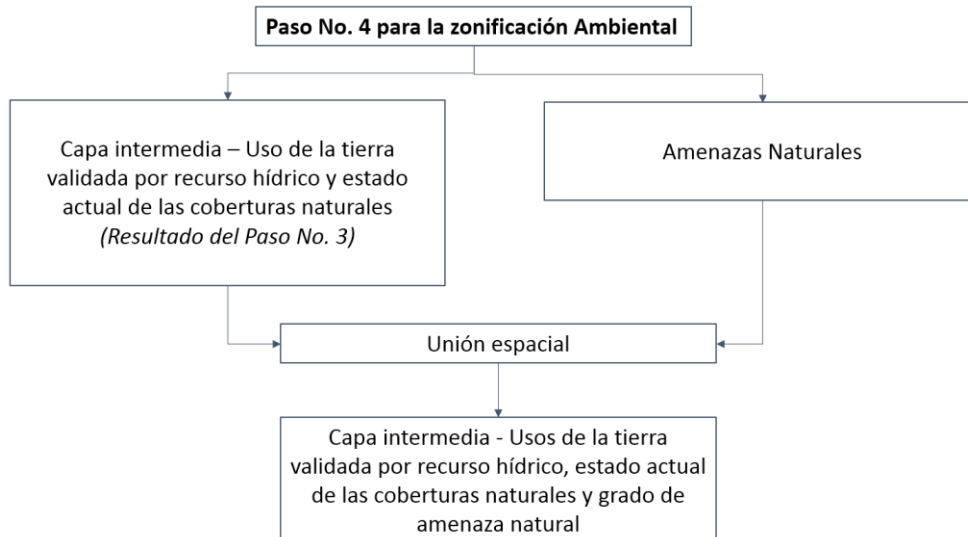 Paso No. 4 para la zonificación Ambiental
Capa intermedia – Uso de la tierra
validada por recurso hídrico y estado
actual de las coberturas naturales
(Resultado del Paso No. 3)
Amenazas Naturales
Unión espacial
Capa intermedia - Usos de la tierra
validada por recurso hídrico, estado actual
de las coberturas naturales y grado de
amenaza natural